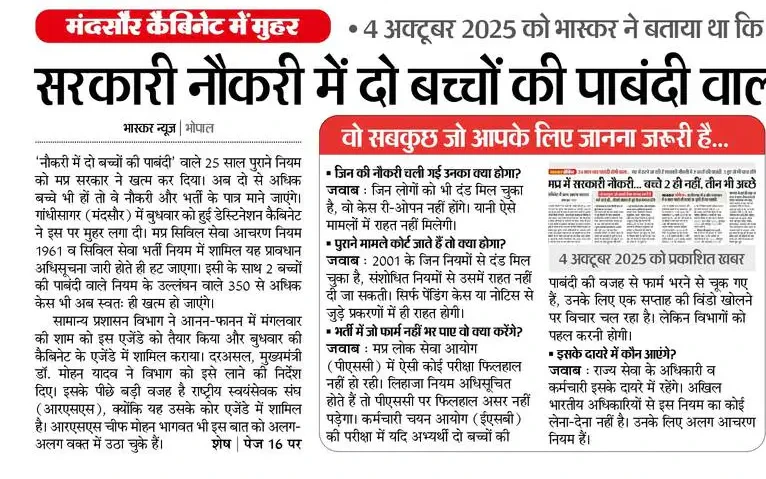 मंदसौर कैबिनेट में मुहर
• 4 अक्टूबर 2025 को भास्कर ने बताया था कि
सरकारी नौकरी में दो बच्चों की पाबंदी वाल
भास्कर न्यूज | भोपाल
'नौकरी में दो बच्चों की पाबंदी' वाले 25 साल पुराने नियम
को मप्र सरकार ने खत्म कर दिया। अब दो से अधिक
बच्चे भी हों तो वे नौकरी और भर्ती के पात्र माने जाएंगे।
गांधीसागर (मंदसौर) में बुधवार को हुई डेस्टिनेशन कैबिनेट
ने इस पर मुहर लगा दी। मप्र सिविल सेवा आचरण नियम
1961 व सिविल सेवा भर्ती नियम में शामिल यह प्रावधान
अधिसूचना जारी होते ही हट जाएगा। इसी के साथ 2 बच्चों
की पाबंदी वाले नियम के उल्लंघन वाले 350 से अधिक
केस भी अब स्वतः ही खत्म हो जाएंगे।
सामान्य प्रशासन विभाग ने आनन-फानन में मंगलवार
की शाम को इस एजेंडे को तैयार किया और बुधवार की
कैबिनेट के एजेंडे में शामिल कराया। दरअसल, मुख्यमंत्री
डॉ. मोहन यादव ने विभाग को इसे लाने का निर्देश
दिए। इसके पीछे बड़ी वजह है राष्ट्रीय स्वयंसेवक संघ
(आरएसएस), क्योंकि यह उसके कोर एजेंडे में शामिल
है। आरएसएस चीफ मोहन भागवत भी इस बात को अलग-
अलग वक्त में उठा चुके हैं। शेष | पेज 16 पर
वो सबकुछ जो आपके लिए जानना जरूरी है...
▪ जिन की नौकरी चली गई उनका क्या होगा?
जवाब : जिन लोगों को भी दंड मिल चुका
है, वो केस री-ओपन नहीं होंगे। यानी ऐसे
मामलों में राहत नहीं मिलेगी।
▪ पुराने मामले कोर्ट जाते हैं तो क्या होगा?
जवाब : 2001 के जिन नियमों से दंड मिल
चुका है, संशोधित नियमों से उसमें राहत नहीं
दी जा सकती। सिर्फ पेंडिंग केस या नोटिस से
जुड़े प्रकरणों में ही राहत होगी।
▪ भर्ती में जो फार्म नहीं भर पाए वो क्या करेंगे?
जवाब : मप्र लोक सेवा आयोग
(पीएससी) में ऐसी कोई परीक्षा फिलहाल
नहीं हो रही। लिहाजा नियम अधिसूचित
होते हैं तो पीएससी पर फिलहाल असर नहीं
पड़ेगा। कर्मचारी चयन आयोग (ईएसबी)
की परीक्षा में यदि अभ्यर्थी दो बच्चों की
मप्र में सरकारी नौकरी... बच्चे 2 ही नहीं, तीन भी अच्छे
4 अक्टूबर 2025 को प्रकाशित खबर
पाबंदी की वजह से फार्म भरने से चूक गए
हैं, उनके लिए एक सप्ताह की विंडो खोलने
पर विचार चल रहा है। लेकिन विभागों को
पहल करनी होगी।
▪ इसके दायरे में कौन आएंगे?
जवाब : राज्य सेवा के अधिकारी व
कर्मचारी इसके दायरे में रहेंगे। अखिल
भारतीय अधिकारियों से इस नियम का कोई
लेना-देना नहीं है। उनके लिए अलग आचरण
नियम हैं।